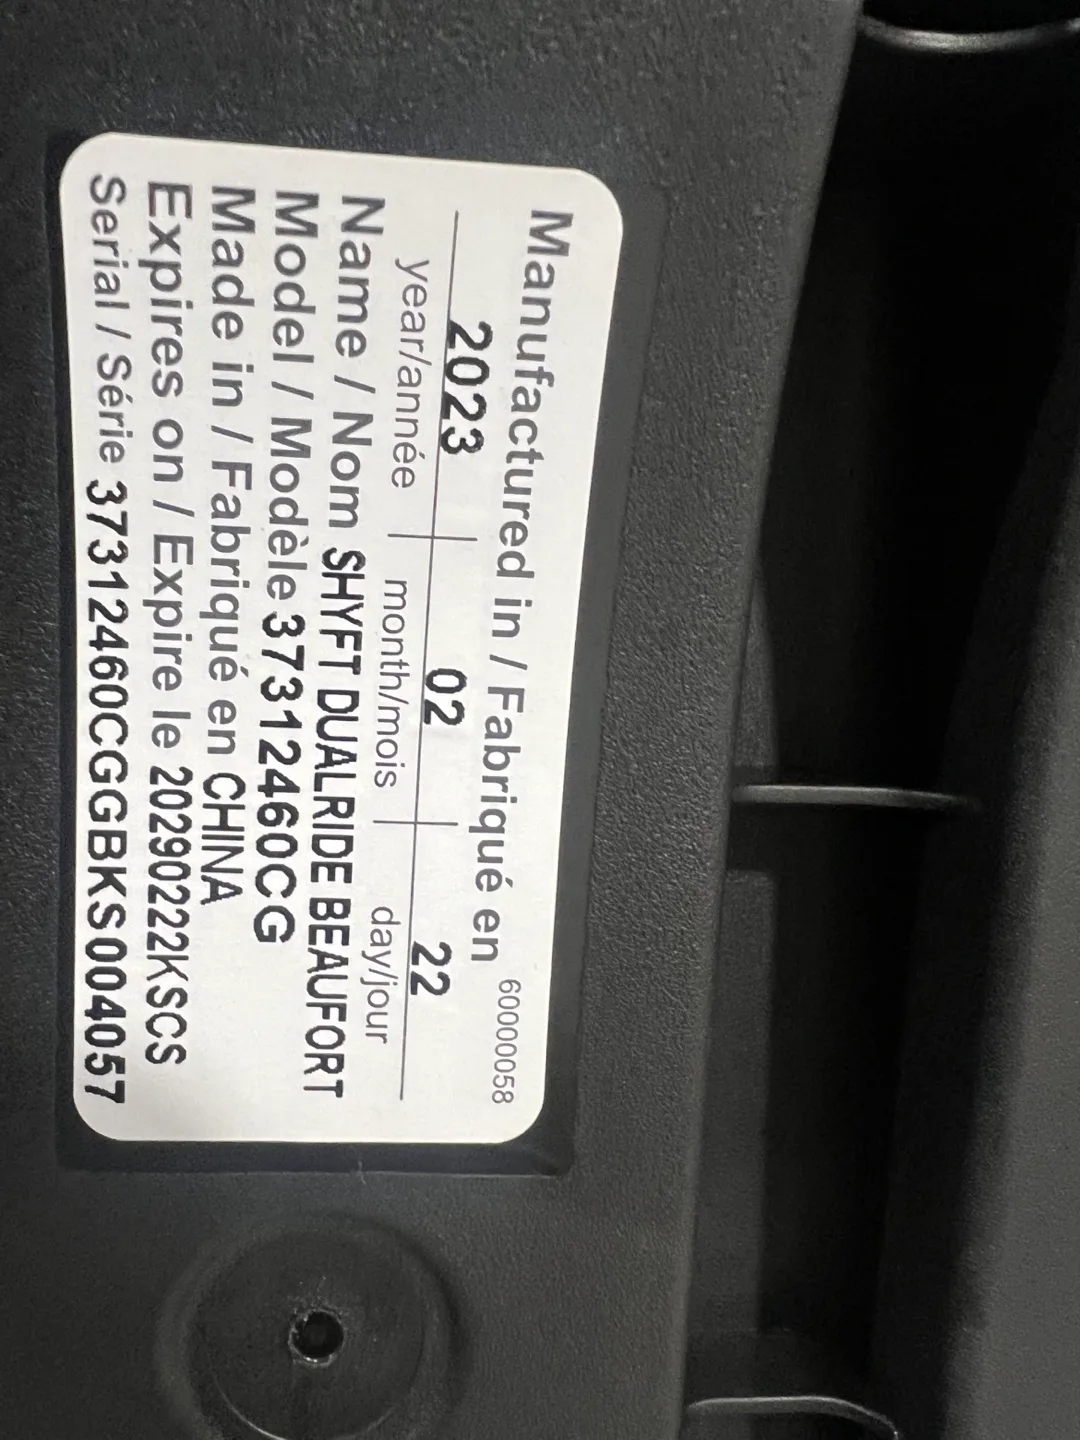 Manufactured in / Fabriqué en 60000058
2023 02 22
year/année month/mois day/jour
Name / Nom SHYFT DUALRIDE BEAUFORT
Model / Modèle 37312460CG
Made in / Fabriqué en CHINA
Expires on / Expire le 20290222KSCS
Serial / Série 37312460CGGBKS004057